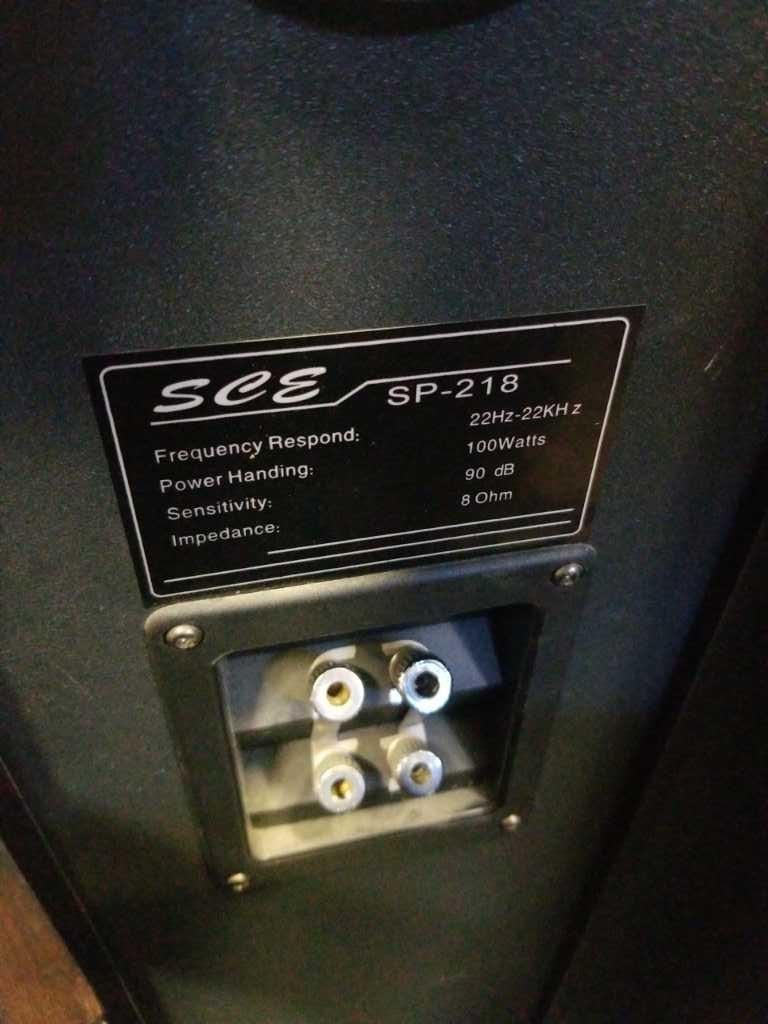 SCE SP-218
Frequency Respond: 22Hz-22KHz
Power Handing: 100Watts
Sensitivity: 90 dB
Impedance: 8 Ohm